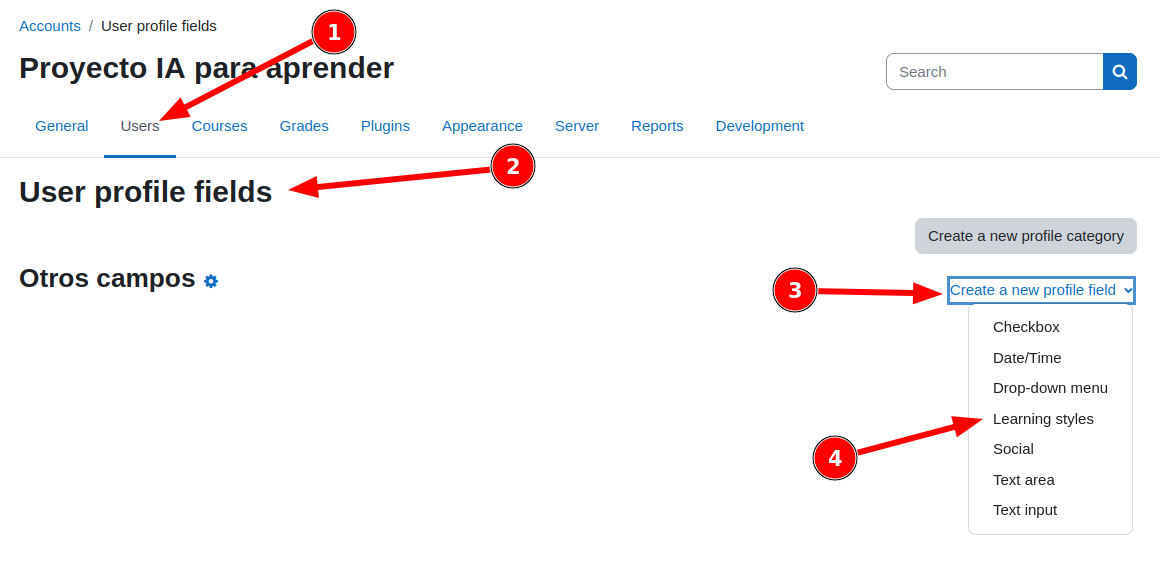 Accounts / User profile fields
1
Proyecto IA para aprender
Search
General Users Courses Grades Plugins Appearance Server Reports Development
2
User profile fields
Create a new profile category
Otros campos
3
Create a new profile field
Checkbox
Date/Time
Drop-down menu
Learning styles
4
Social
Text area
Text input